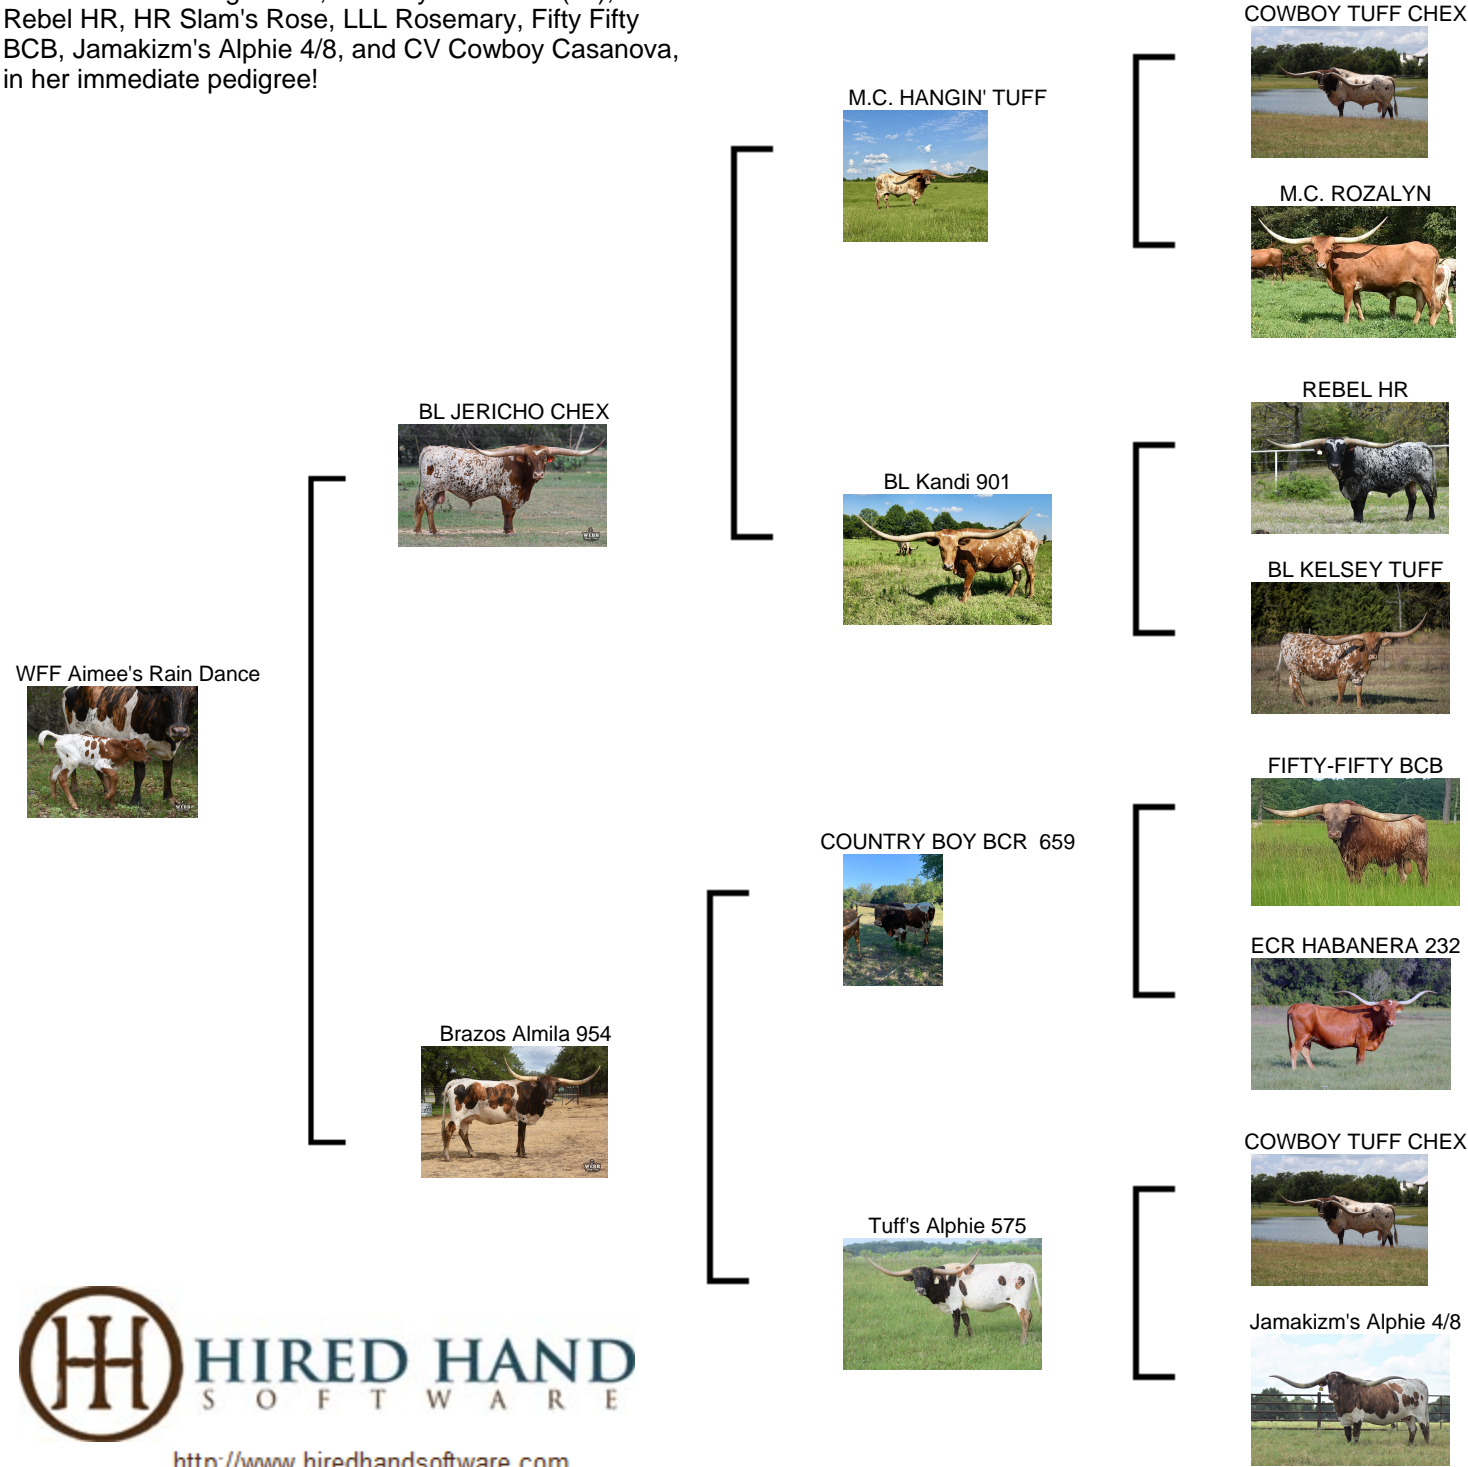 Rebel HR, HR Slam's Rose, LLL Rosemary, Fifty Fifty
BCB, Jamakizm's Alphie 4/8, and CV Cowboy Casanova,
in her immediate pedigree!
COWBOY TUFF CHEX
M.C. HANGIN' TUFF
M.C. ROZALYN
REBEL HR
BL JERICHO CHEX
BL Kandi 901
BL KELSEY TUFF
WFF Aimee's Rain Dance
FIFTY-FIFTY BCB
COUNTRY BOY BCR 659
ECR HABANERA 232
Brazos Almila 954
COWBOY TUFF CHEX
Tuff's Alphie 575
Jamakizm's Alphie 4/8
HIRED HAND
SOFTWARE
http://www.hiredhandsoftware.com